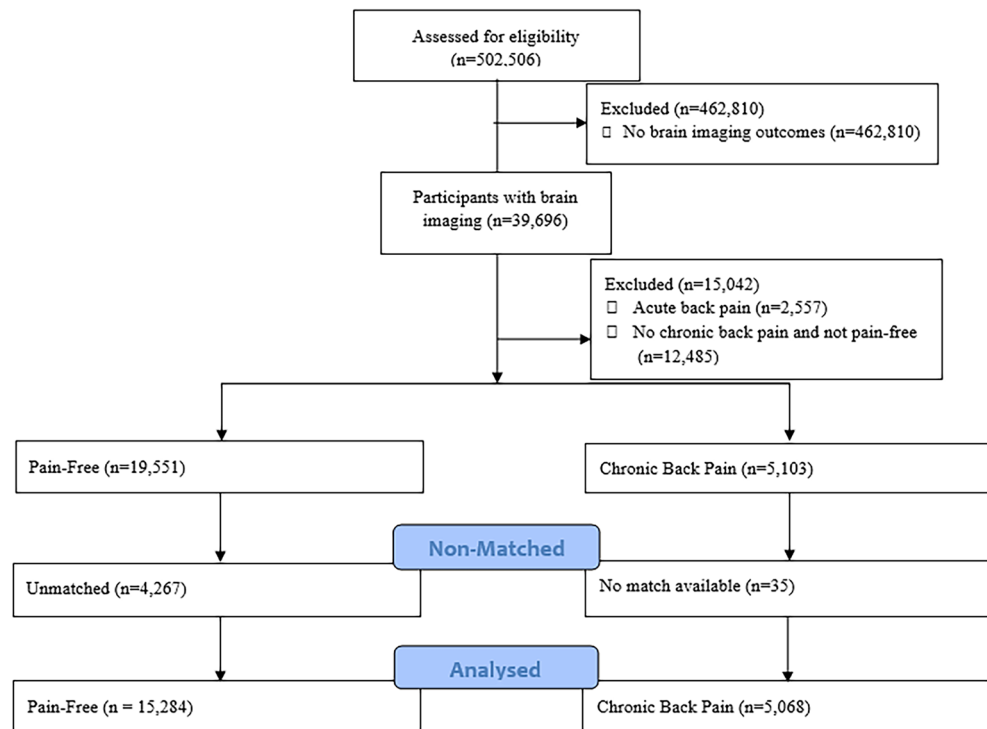 Assessed for eligibility
(n=502,506)
Excluded (n=462,810)
No brain imaging outcomes (n=462,810)
Participants with brain
imaging (n=39,696)
Excluded (n=15,042)
Acute back pain (n=2,557)
No chronic back pain and not pain-free
(n=12,485)
Pain-Free (n=19,551)
Chronic Back Pain (n=5,103)
Non-Matched
Unmatched (n=4,267)
No match available (n=35)
Analysed
Pain-Free (n = 15,284)
Chronic Back Pain (n=5,068)